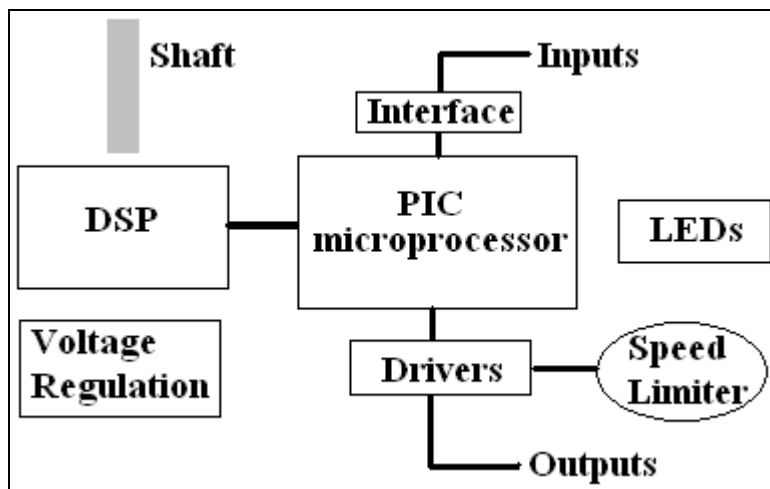 Shaft
Inputs
Interface
DSP
PIC
microprocessor
LEDs
Voltage
Regulation
Drivers
Speed
Limiter
Outputs